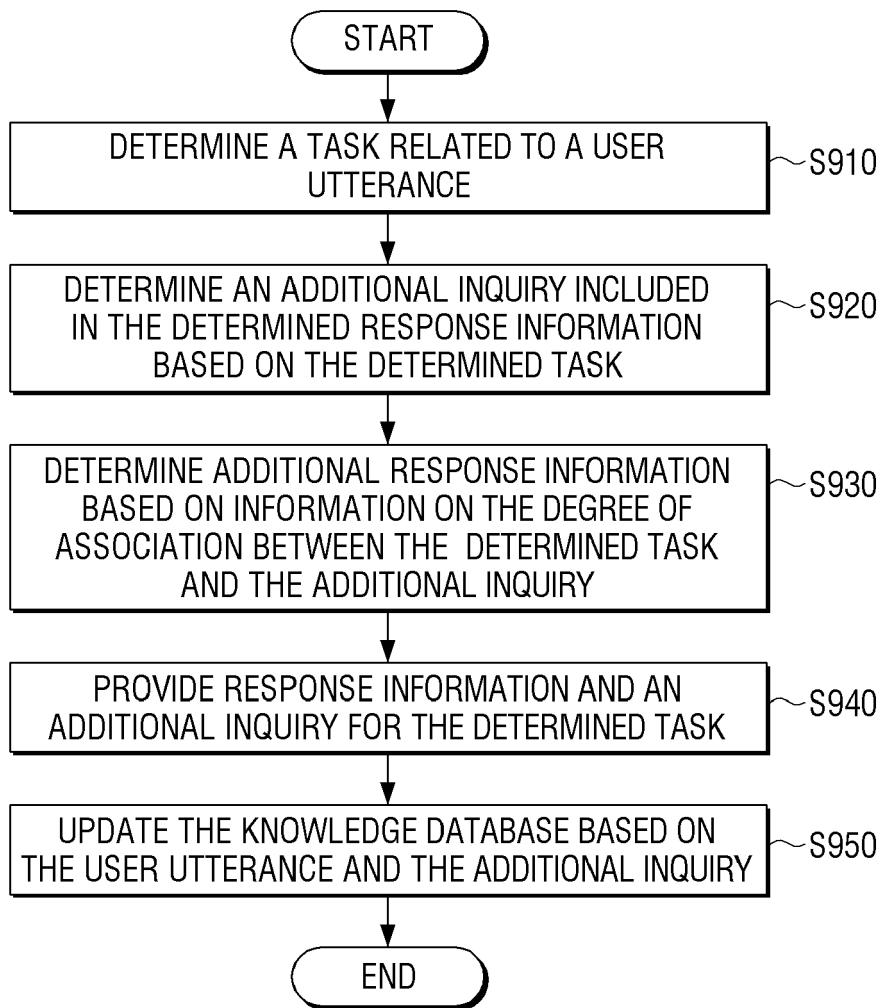 START
DETERMINE A TASK RELATED TO A USER
UTTERANCE
S910
DETERMINE AN ADDITIONAL INQUIRY INCLUDED
IN THE DETERMINED RESPONSE INFORMATION
BASED ON THE DETERMINED TASK
S920
DETERMINE ADDITIONAL RESPONSE INFORMATION
BASED ON INFORMATION ON THE DEGREE OF
ASSOCIATION BETWEEN THE DETERMINED TASK
AND THE ADDITIONAL INQUIRY
S930
PROVIDE RESPONSE INFORMATION AND AN
ADDITIONAL INQUIRY FOR THE DETERMINED TASK
S940
UPDATE THE KNOWLEDGE DATABASE BASED ON
THE USER UTTERANCE AND THE ADDITIONAL INQUIRY
S950
END